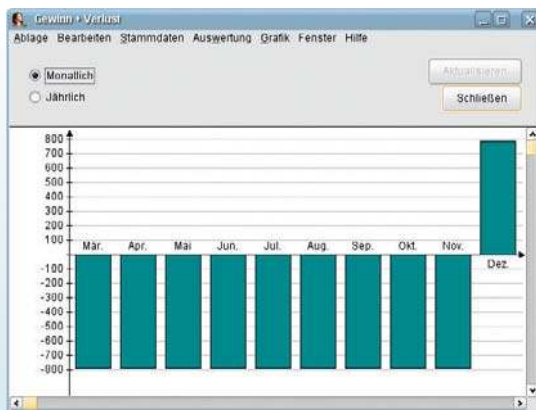 Gewinn + Verlust
Ablage Bearbeiten Stammdaten Auswertung Grafik Fenster Hilfe
Monatlich
Aktualisieren
Jährlich
Schließen
800
700
600
500
400
300
200
100
Mär. Apr. Mai Jun. Jul. Aug. Sep. Okt. Nov.
Dez.
-100
-200
-300
-400
-500
-600
-700
-800